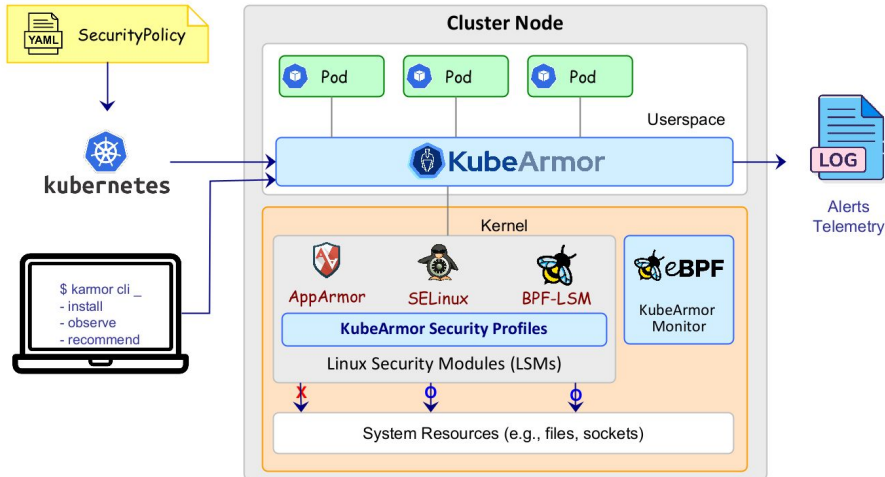 YAML
SecurityPolicy
kubernetes
$ karmor cli _
- install
- observe
- recommend
Cluster Node
Pod
Pod
Pod
Userspace
KubeArmor
Kernel
AppArmor
SELinux
BPF-LSM
KubeArmor Security Profiles
Linux Security Modules (LSMs)
eBPF
KubeArmor
Monitor
X
O
O
System Resources (e.g., files, sockets)
LOG
Alerts
Telemetry